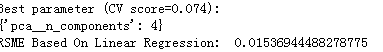 Best parameter (CV score=0.074):
{'pca__n_components': 4}
RSME Based On Linear Regression:  0.01536944488278775